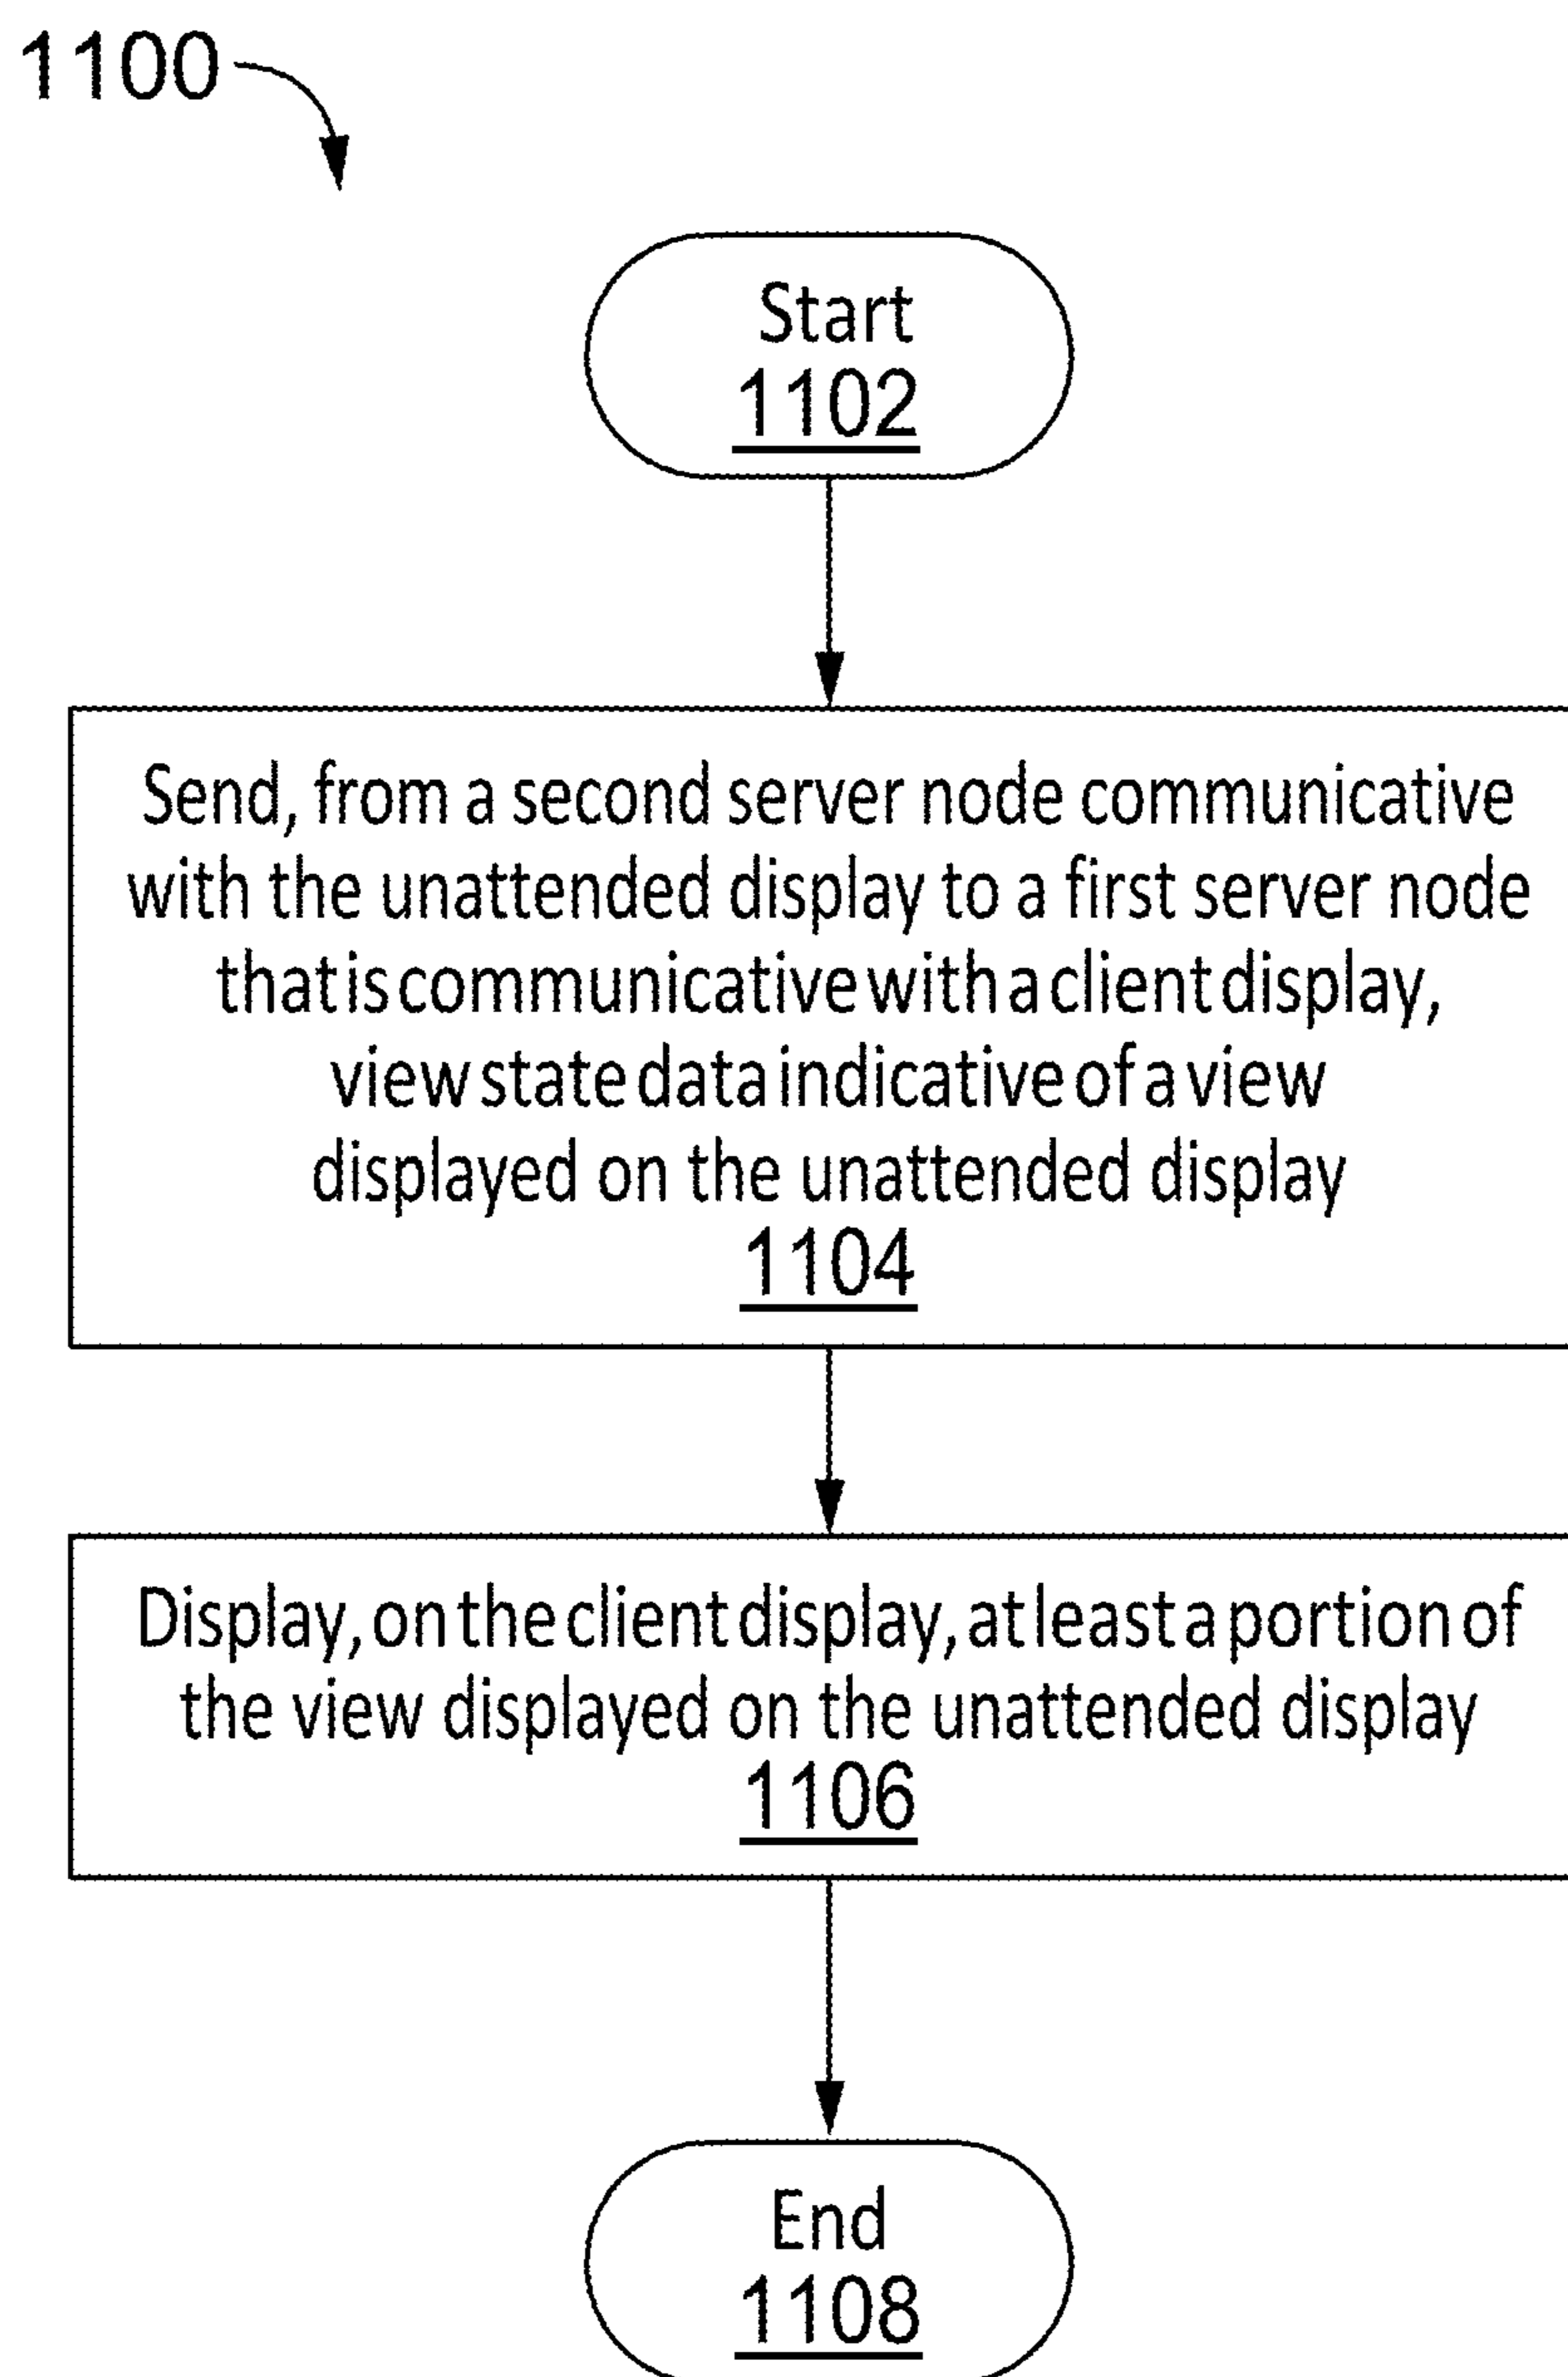 1100
Start
1102
Send, from a second server node communicative
with the unattended display to a first server node
that is communicative with a client display,
view state data indicative of a view
displayed on the unattended display
1104
Display, on the client display, at least a portion of
the view displayed on the unattended display
1106
End
1108